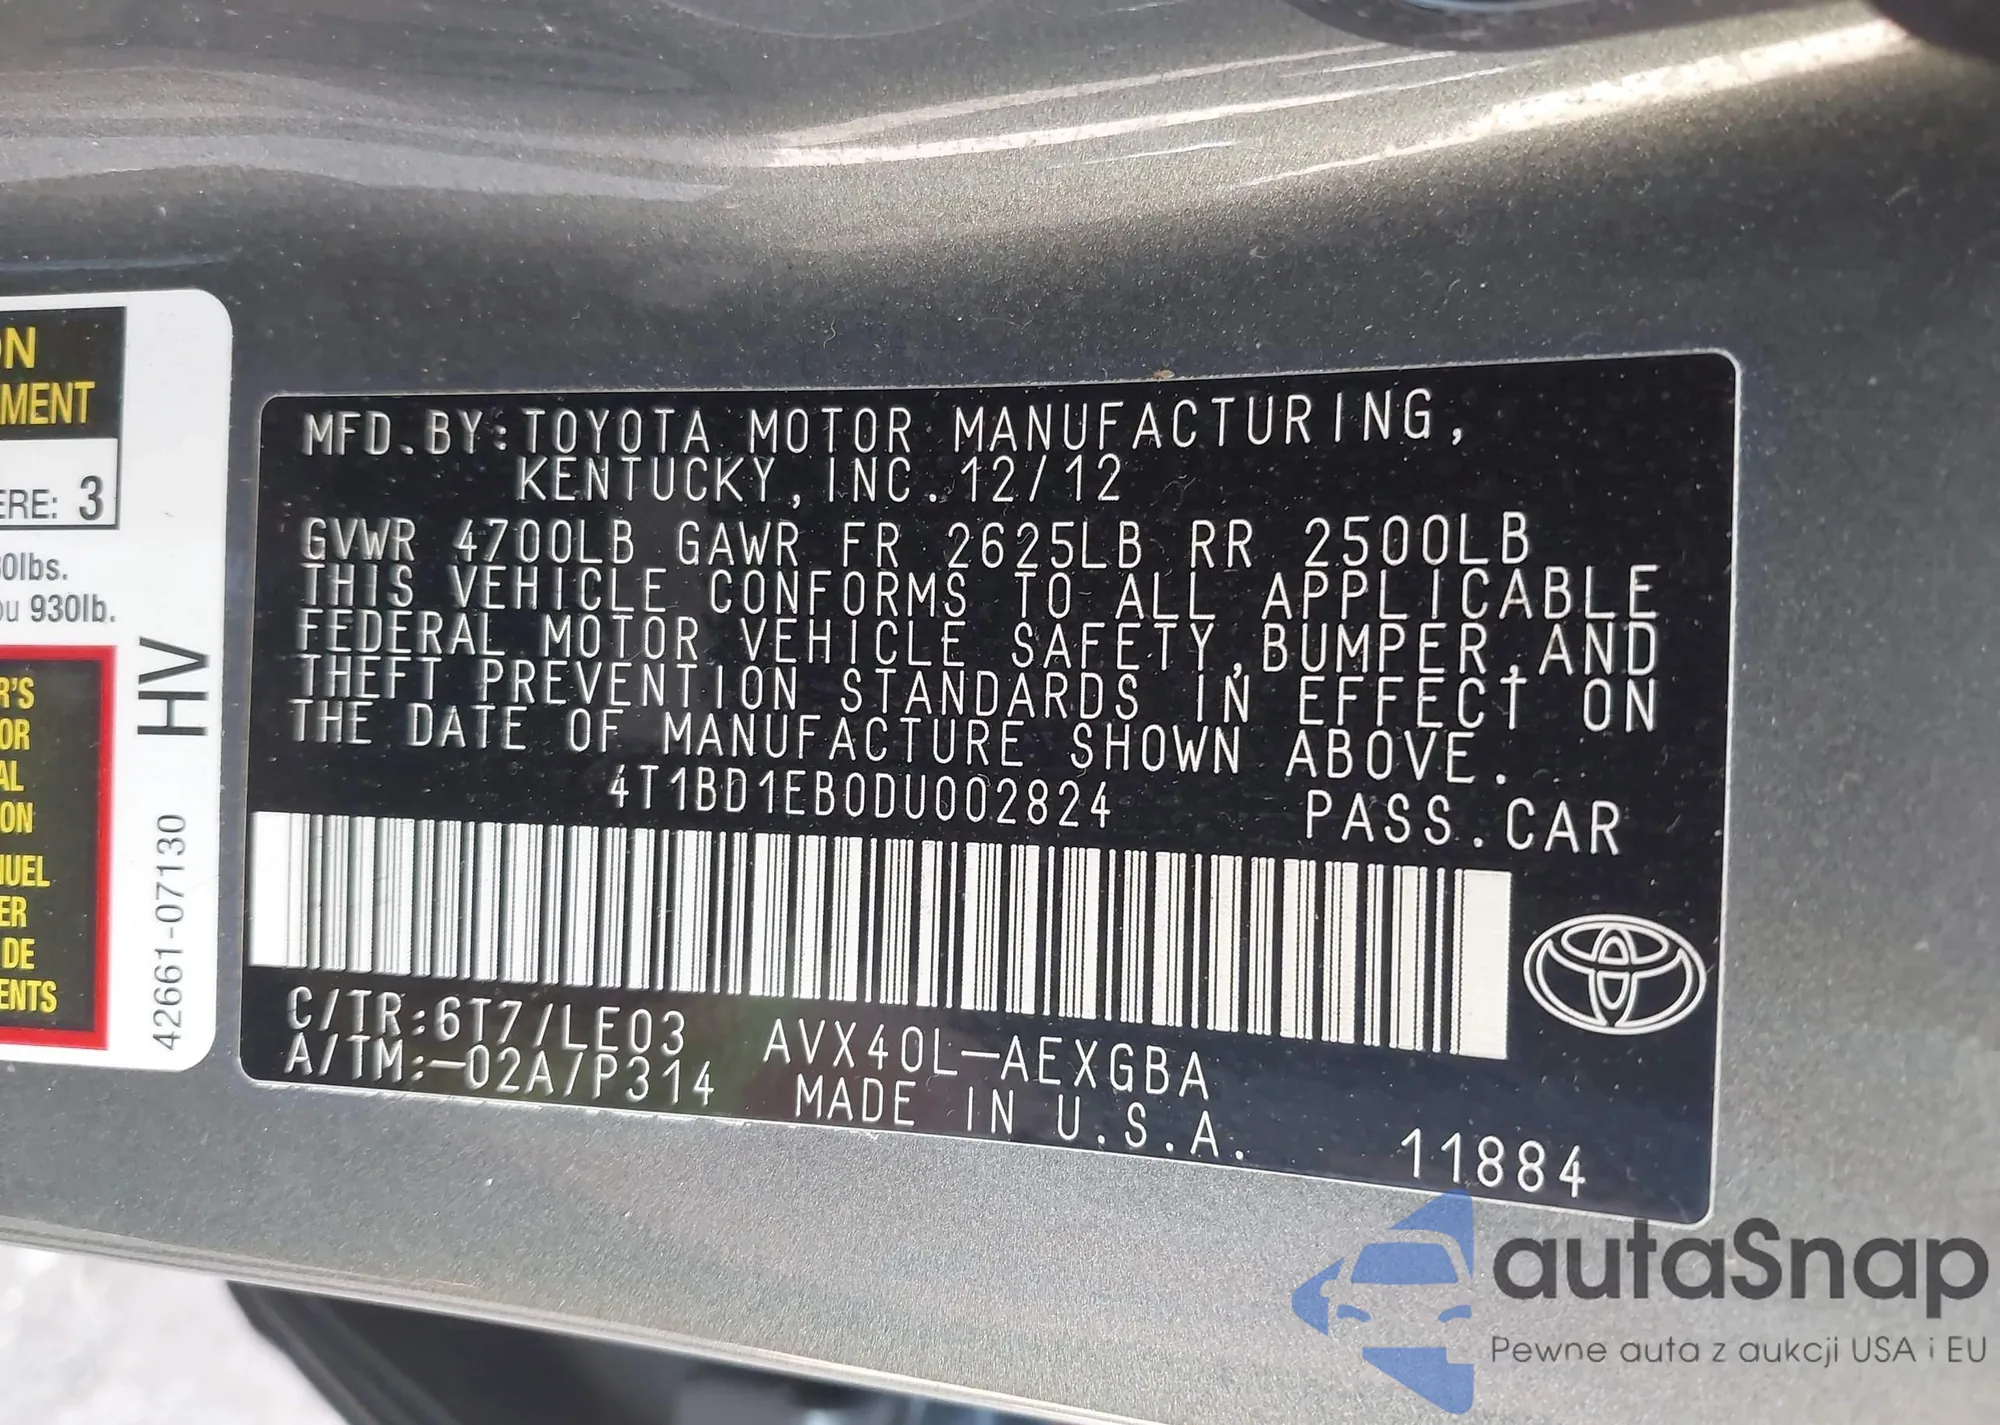 ON
MENT
ERE: 3
0lbs.
ou 930lb.
R'S
OR
AL
ON
NUEL
ER
DE
ENTS
HV
42661-07130
MFD.BY:TOYOTA MOTOR MANUFACTURING,
KENTUCKY,INC.12/12
GVWR 4700LB GAWR FR 2625LB RR 2500LB
THIS VEHICLE CONFORMS TO ALL APPLICABLE
FEDERAL MOTOR VEHICLE SAFETY,BUMPER,AND
THEFT PREVENTION STANDARDS IN EFFECT ON
THE DATE OF MANUFACTURE SHOWN ABOVE.
4T1BD1EB0DU002824 PASS.CAR
C/TR:6T7/LE03 AVX40L-AEXGBA
A/TM:-02A/P314 MADE IN U.S.A.
11884
autaSnap
Pewne auta z aukcji USA i EU